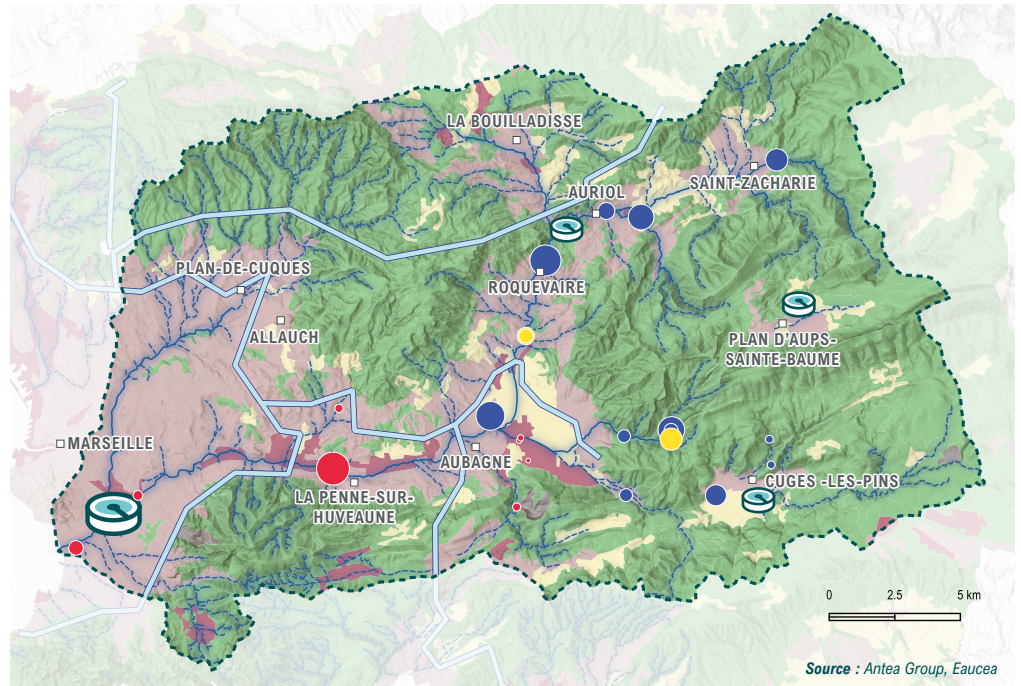 LA BOUILLADISSE
SAINT-ZACHARIE
AURIOL
PLAN-DE-CUQUES
ROQUEVAIRE
ALLAUCH
PLAN D'AUPS-
SAINTE-BAUME
MARSEILLE
AUBAGNE
CUGES -LES-PINS
LA PENNE-SUR-
HUVEAUNE
0 2.5 5 km
Source : Antea Group, Eaucea